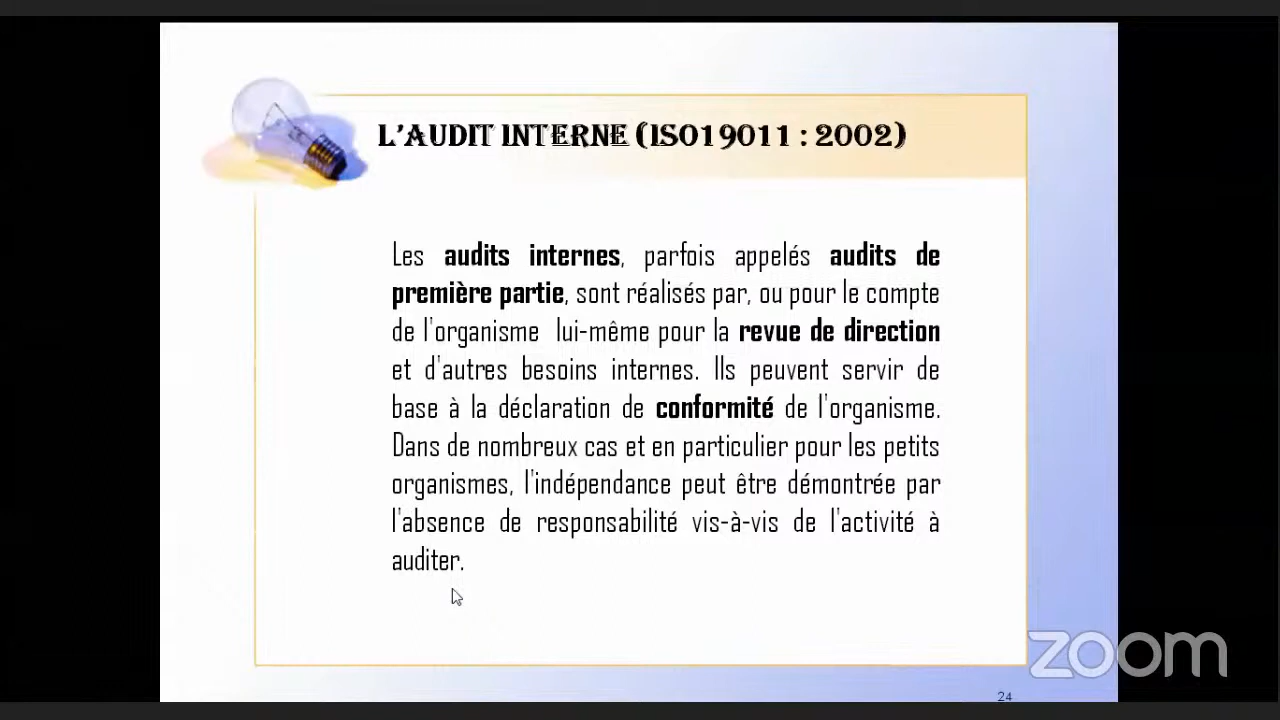 L'AUDIT INTERNE (ISO19011 : 2002)
Les audits internes, parfois appelés audits de
première partie, sont réalisés par, ou pour le compte
de l'organisme lui-même pour la revue de direction
et d'autres besoins internes. Ils peuvent servir de
base à la déclaration de conformité de l'organisme.
Dans de nombreux cas et en particulier pour les petits
organismes, l'indépendance peut être démontrée par
l'absence de responsabilité vis-à-vis de l'activité à
auditer.
zoom
24